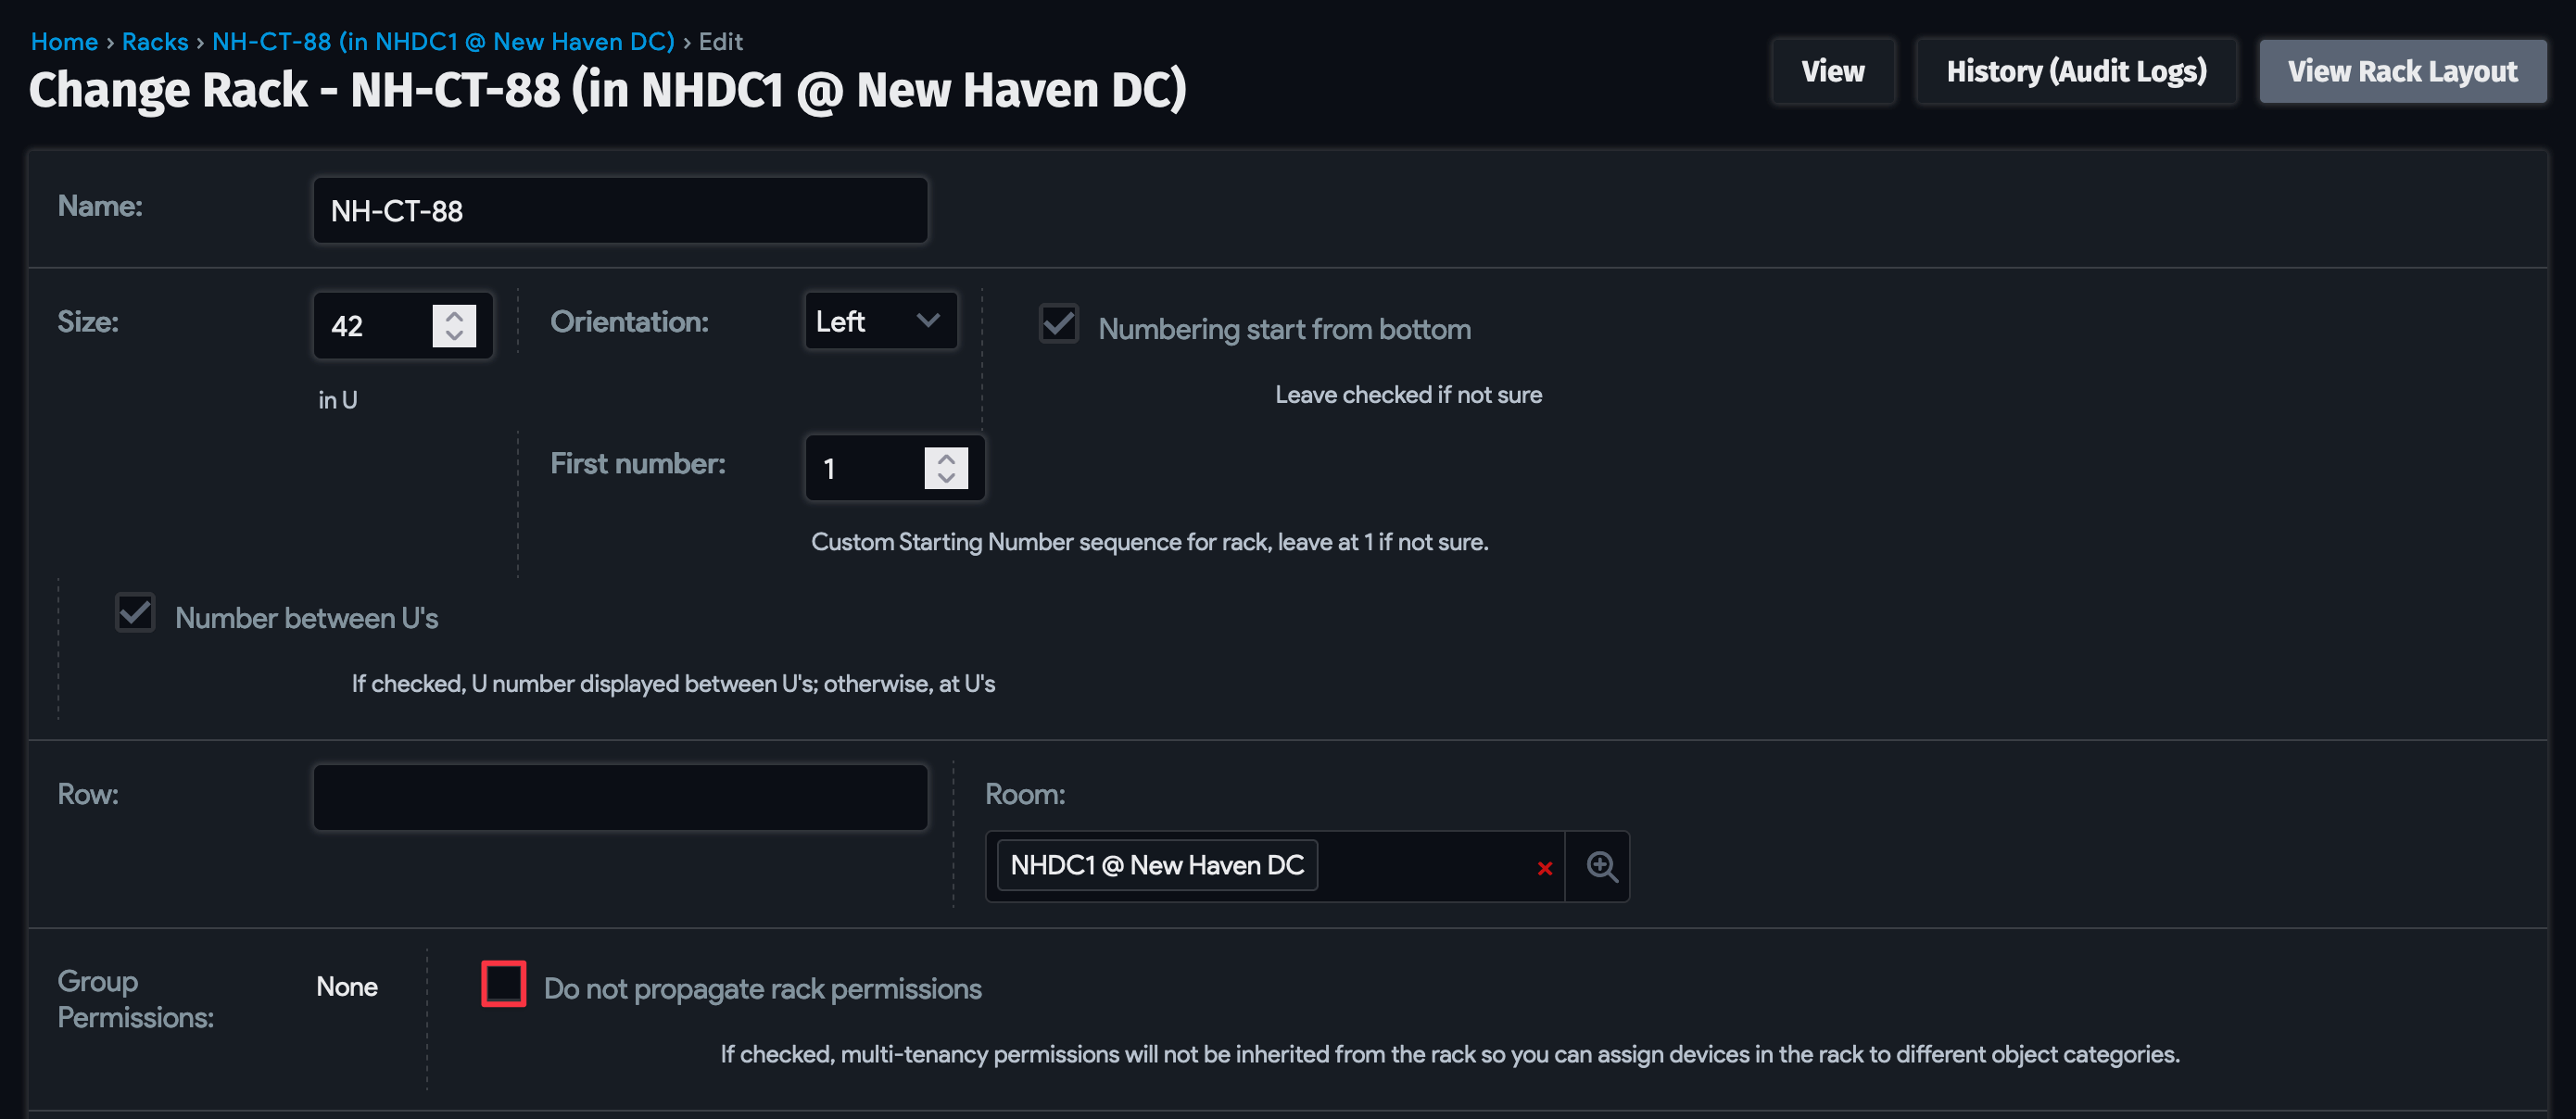 Home › Racks › NH-CT-88 (in NHDC1 @ New Haven DC) › Edit
Change Rack - NH-CT-88 (in NHDC1 @ New Haven DC)
View
History (Audit Logs)
View Rack Layout
Name:
NH-CT-88
Size:
42
in U
Orientation:
Left
Numbering start from bottom
Leave checked if not sure
First number:
1
Custom Starting Number sequence for rack, leave at 1 if not sure.
Number between U's
If checked, U number displayed between U's; otherwise, at U's
Row:
Room:
NHDC1 @ New Haven DC
Group
Permissions:
None
Do not propagate rack permissions
If checked, multi-tenancy permissions will not be inherited from the rack so you can assign devices in the rack to different object categories.